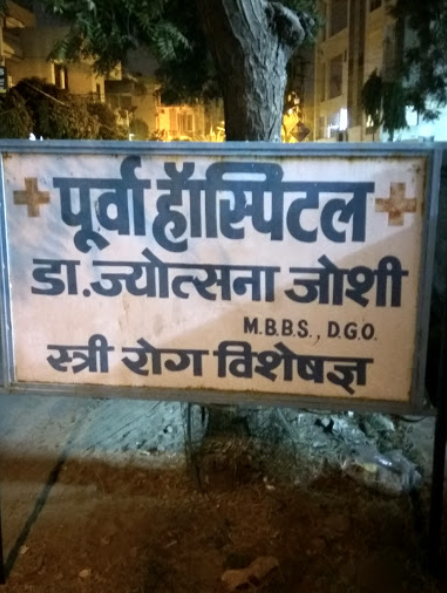 पूर्वा हॉस्पिटल
डा.ज्योत्सना जोशी
M.B.B.S., D.G.O.
स्त्री रोग विशेषज्ञ